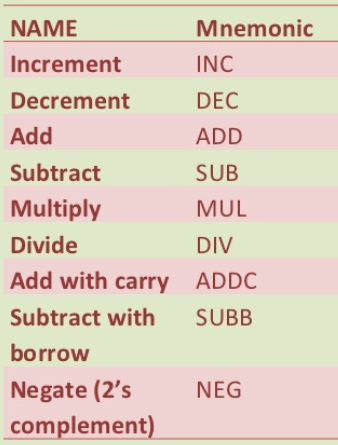 NAME Mnemonic
Increment INC
Decrement DEC
Add ADD
Subtract SUB
Multiply MUL
Divide DIV
Add with carry ADDC
Subtract with SUBB
borrow
Negate (2’s NEG
complement)